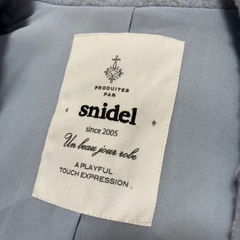 PRODUITES
PAR
snidel
since 2005
Un beau jour robe
A PLAYFUL
TOUCH EXPRESSION